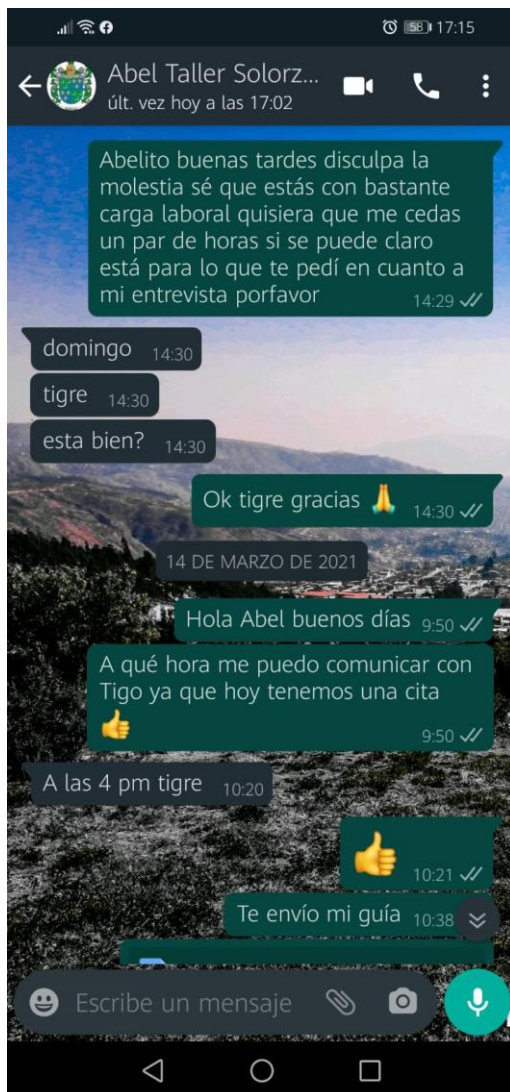 58 17:15
Abel Taller Solorz...
últ. vez hoy a las 17:02
Abelito buenas tardes disculpa la
molestia sé que estás con bastante
carga laboral quisiera que me cedas
un par de horas si se puede claro
está para lo que te pedí en cuanto a
mi entrevista porfavor
14:29
domingo 14:30
tigre 14:30
esta bien? 14:30
Ok tigre gracias 🙏 14:30
14 DE MARZO DE 2021
Hola Abel buenos días 9:50
A qué hora me puedo comunicar con
Tigo ya que hoy tenemos una cita
👍 9:50
A las 4 pm tigre 10:20
👍 10:21
Te envío mi guía 10:38
Escribe un mensaje